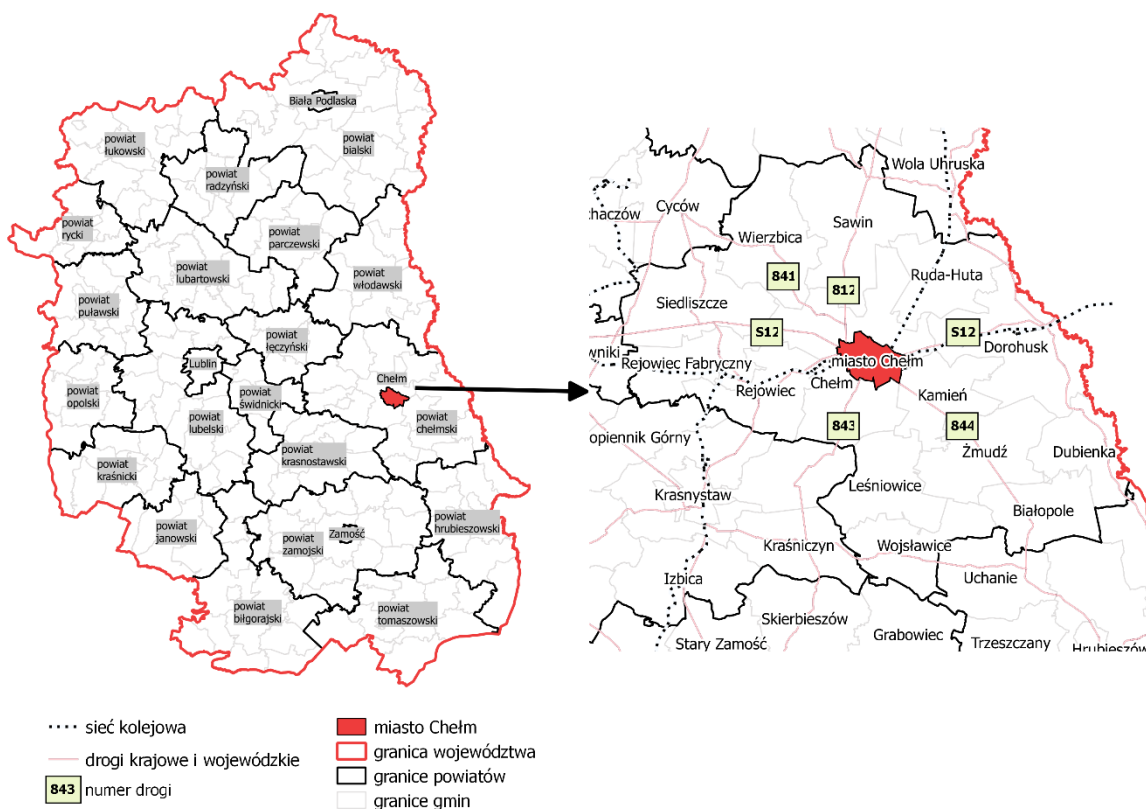 Biała Podlaska
powiat
łukowski
powiat
bialski
powiat
radzyński
powiat
rycki
powiat
parczewski
powiat
lubartowski
powiat
włodawski
powiat
puławski
powiat
łęczyński
Lublin
Chełm
powiat
opolski
powiat
świdnicki
powiat
lubelski
powiat
chełmski
powiat
krasnostawski
powiat
kraśnicki
powiat
janowski
powiat
zamojski
Zamość
powiat
hrubieszowski
powiat
biłgorajski
powiat
tomaszowski
Wola Uhruska
chaczów
Cyców
Sawin
Wierzbica
Ruda-Huta
841
812
Siedliszcze
S12
S12
Dorohusk
wniki
Rejowiec Fabryczny
miasto Chełm
Rejowiec
Chełm
Kamień
843
844
opiennik Górny
Żmudź
Dubienka
Krasnystaw
Leśniowice
Białopole
Kraśniczyn
Wojsławice
Izbica
Uchanie
Skierbieszów
Grabowiec
Stary Zamość
Trzeszczany
Hrubieszów
sieć kolejowa
drogi krajowe i wojewódzkie
843 numer drogi
miasto Chełm
granica województwa
granice powiatów
granice gmin